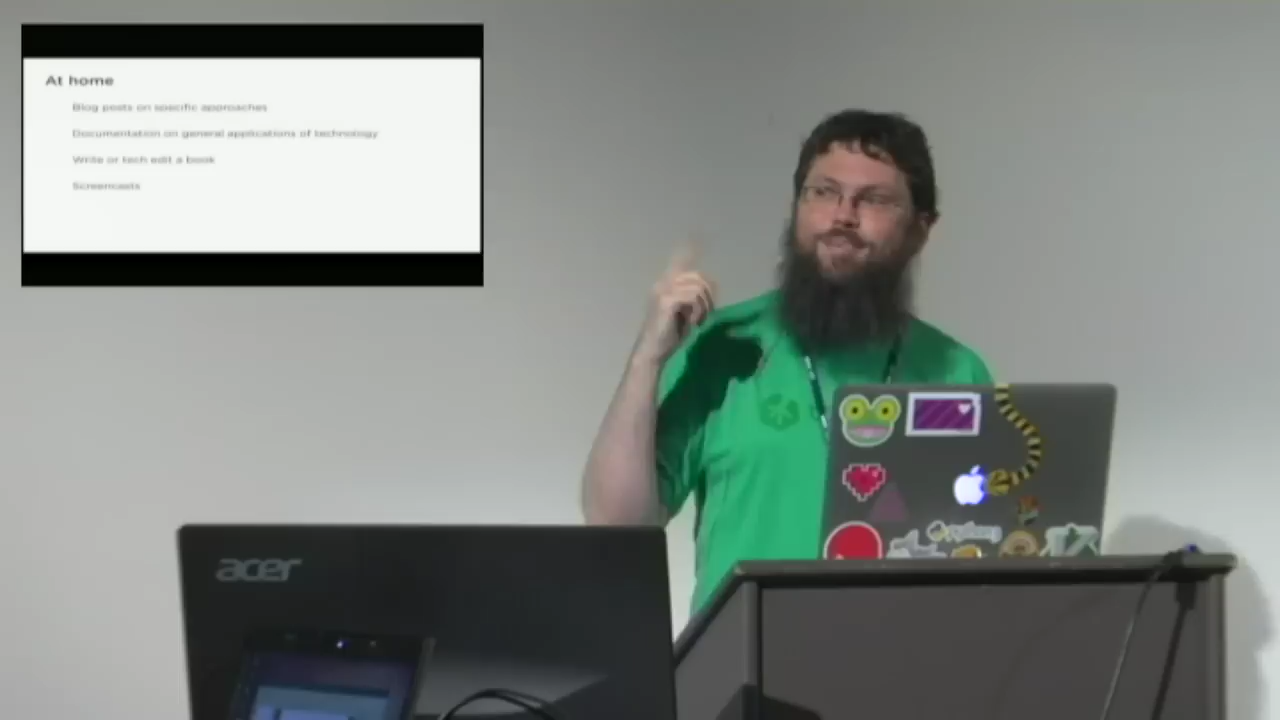 At home
Blog posts on specific approaches
Documentation on general applications of technology
Write or tech edit a book
Screencasts
acer